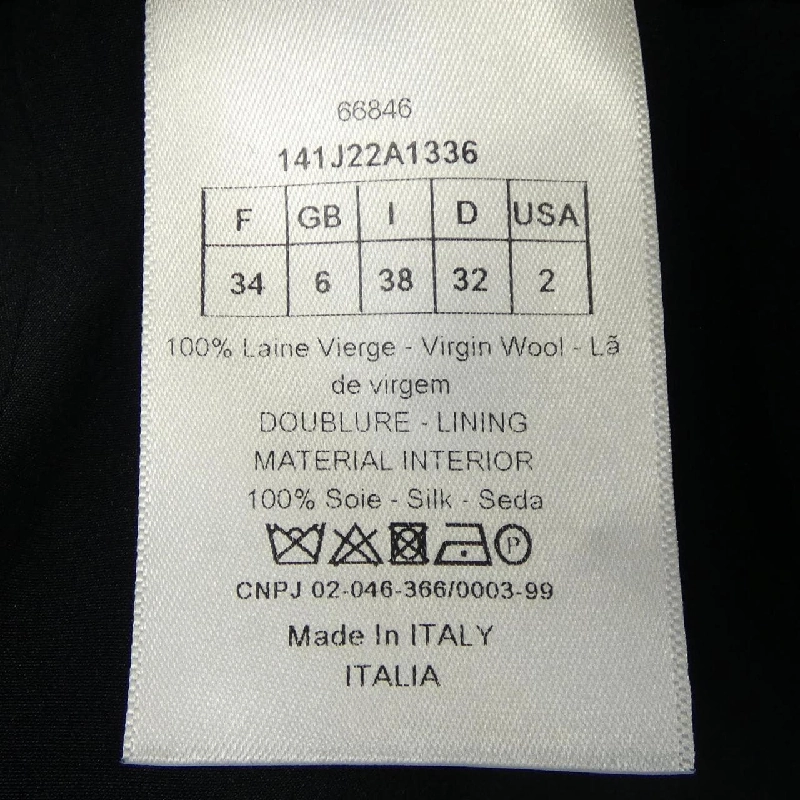 66846
141J22A1336
F GB I D USA
34 6 38 32 2
100% Laine Vierge - Virgin Wool - Lã
de virgem
DOUBLURE - LINING
MATERIAL INTERIOR
100% Soie - Silk - Seda
P
CNPJ 02-046-366/0003-99
Made In ITALY
ITALIA